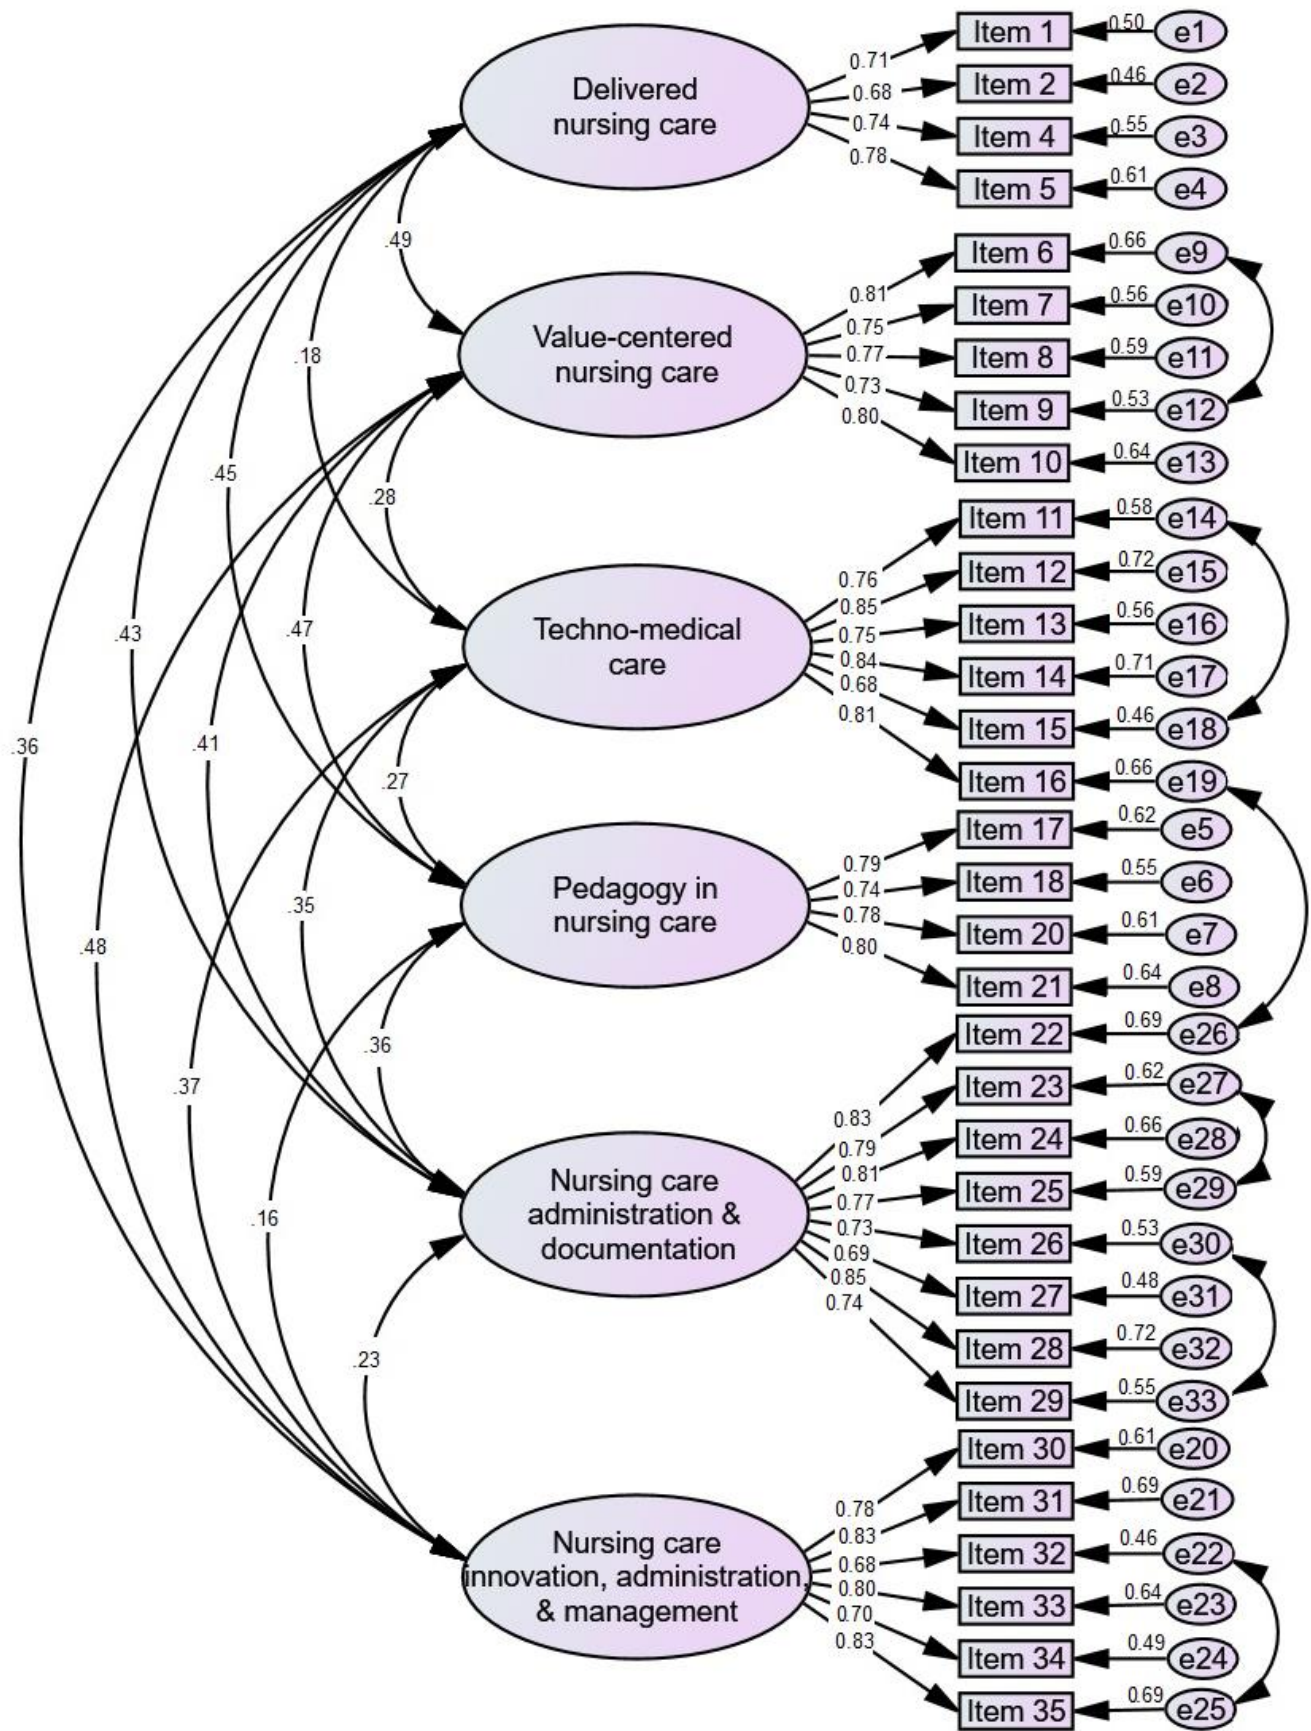 Delivered
nursing care
0.71
0.68
0.74
0.78
Item 1
0.50
e1
Item 2
0.46
e2
Item 4
0.55
e3
Item 5
0.61
e4
Value-centered
nursing care
0.81
0.75
0.77
0.73
0.80
Item 6
0.66
e9
Item 7
0.56
e10
Item 8
0.59
e11
Item 9
0.53
e12
Item 10
0.64
e13
Techno-medical
care
0.76
0.85
0.75
0.84
0.68
0.81
Item 11
0.58
e14
Item 12
0.72
e15
Item 13
0.56
e16
Item 14
0.71
e17
Item 15
0.46
e18
Item 16
0.66
e19
Pedagogy in
nursing care
0.79
0.74
0.78
0.80
Item 17
0.62
e5
Item 18
0.55
e6
Item 20
0.61
e7
Item 21
0.64
e8
Nursing care
administration &
documentation
0.83
0.79
0.81
0.77
0.73
0.69
0.85
0.74
Item 22
0.69
e26
Item 23
0.62
e27
Item 24
0.66
e28
Item 25
0.59
e29
Item 26
0.53
e30
Item 27
0.48
e31
Item 28
0.72
e32
Item 29
0.55
e33
Nursing care
innovation, administration,
& management
0.78
0.83
0.68
0.80
0.70
0.83
Item 30
0.61
e20
Item 31
0.69
e21
Item 32
0.46
e22
Item 33
0.64
e23
Item 34
0.49
e24
Item 35
0.69
e25
.49
.18
.45
.28
.43
.47
.36
.41
.27
.35
.48
.36
.37
.16
.23